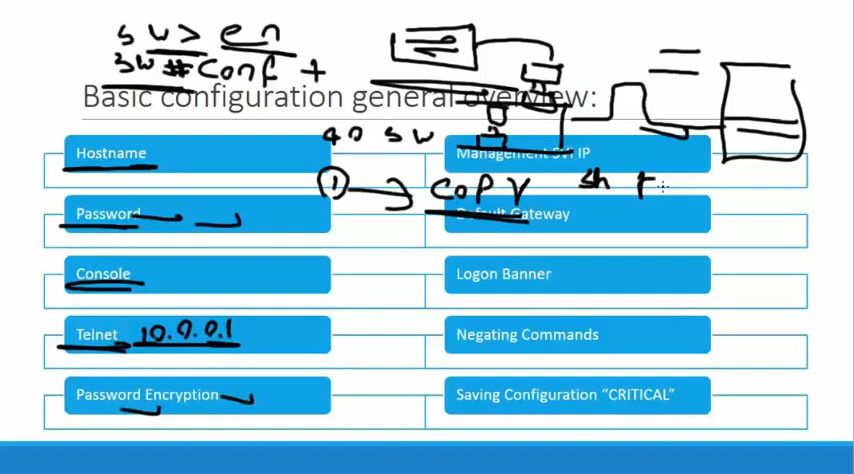 SW> en
SW # Conf t
Basic configuration general overview:
40 SW
Hostname
Management SVI IP
① → COPY sh r
Password
Default Gateway
Console
Logon Banner
Telnet 10.0.0.1
Negating Commands
Password Encryption
Saving Configuration “CRITICAL”